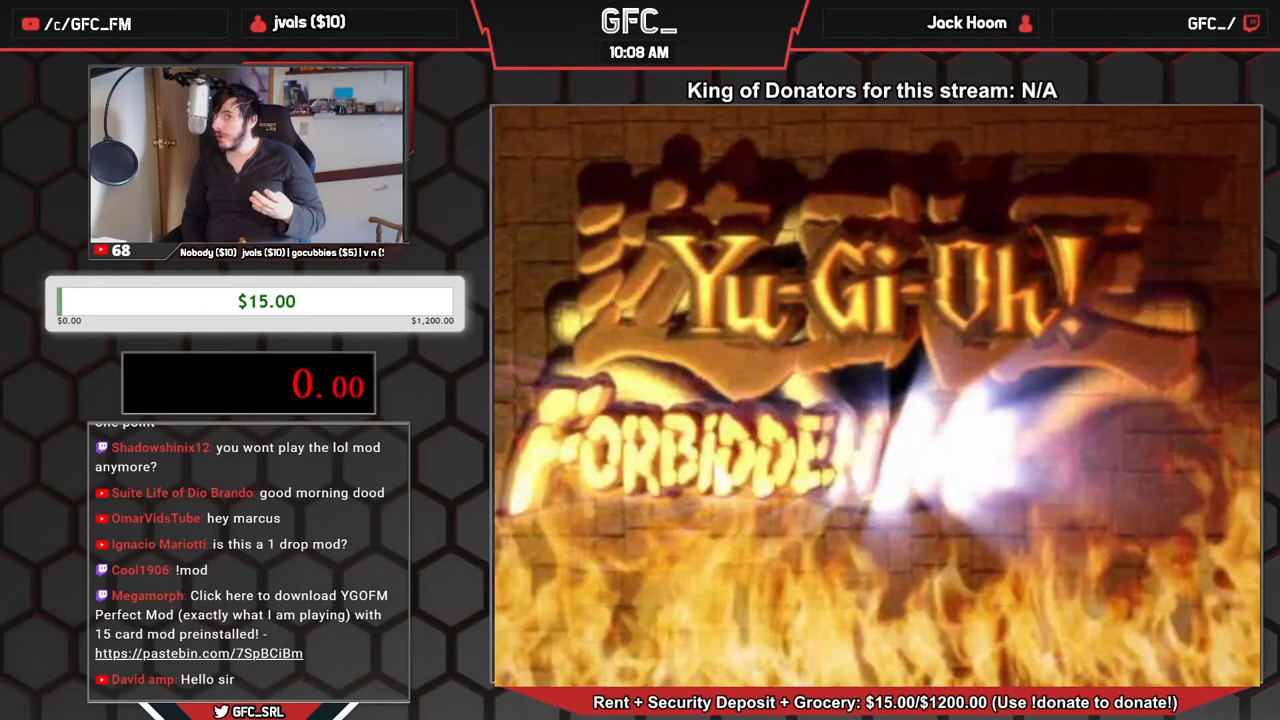 /c/GFC_FM
jvals ($10)
GFC_
10:08 AM
Jack Hoom
GFC_/
King of Donators for this stream: N/A
68
Nobody ($10) jvals ($10) | gocubbies ($5) | v n (
$15.00
$0.00
$1,200.00
0.00
one point
Shadowshinix12: you wont play the lol mod
anymore?
Suite Life of Dio Brando: good morning dood
OmarVidsTube: hey marcus
Ignacio Mariotti: is this a 1 drop mod?
Cool1906: !mod
Megamorph: Click here to download YGOFM
Perfect Mod (exactly what I am playing) with
15 card mod preinstalled! -
https://pastebin.com/7SpBCiBm
David amp: Hello sir
GFC_SRL
Yu-Gi-Oh!
FORBIDDEN
Rent + Security Deposit + Grocery: $15.00/$1200.00 (Use !donate to donate!)